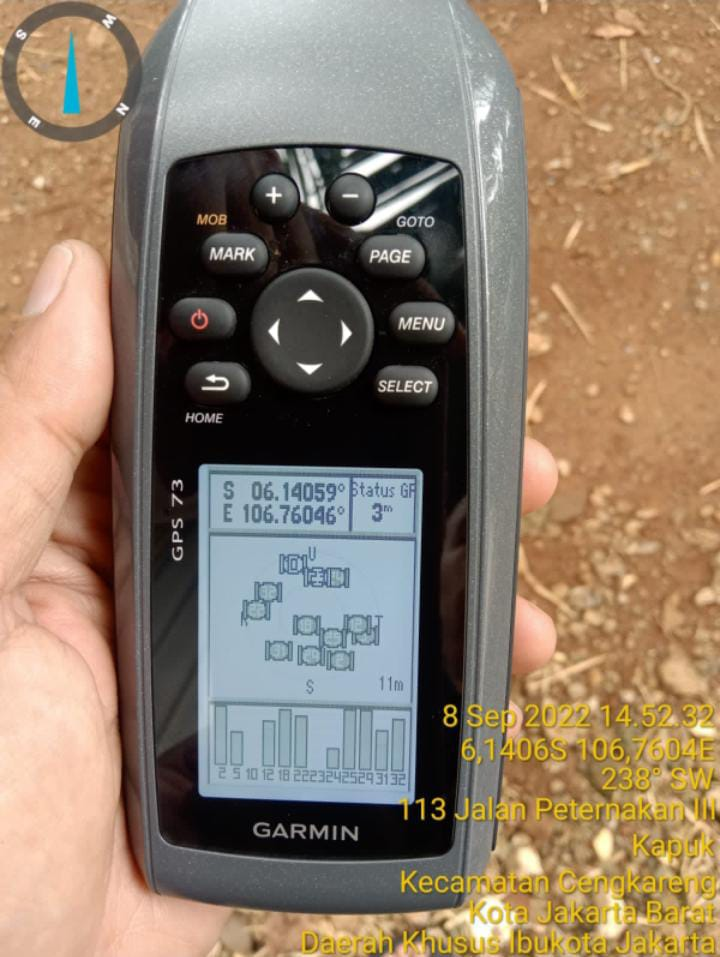 W
S
N
E
MOB
GOTO
MARK
PAGE
MENU
SELECT
HOME
GPS 73
S 06.14059°
E 106.76046°
Status GP
3m
U
T
S
11m
2 5 10 12 18 22 23 24 25 29 31 32
GARMIN
8 Sep 2022 14.52.32
6,1406S 106,7604E
238° SW
113 Jalan Peternakan III
Kapuk
Kecamatan Cengkareng
Kota Jakarta Barat
Daerah Khusus Ibukota Jakarta